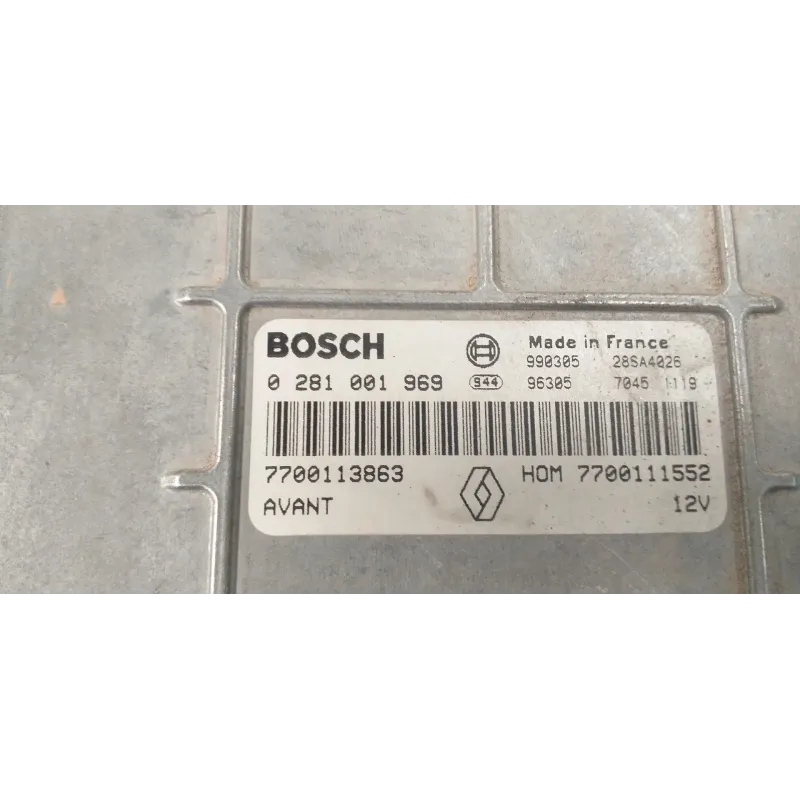 BOSCH
Made in France
990305 28SA4026
0 281 001 969 944 96305 7045 1119
7700113863 HOM 7700111552
AVANT 12V